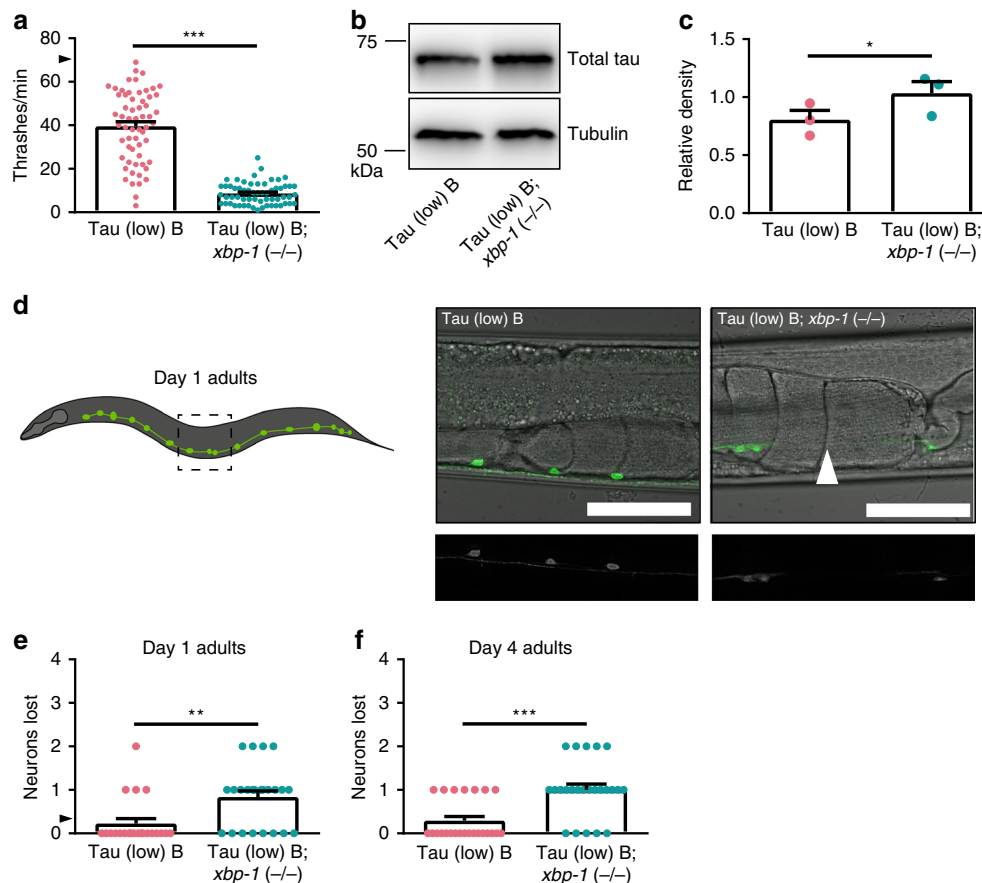 a
***
80
60
40
20
0
Thrashes/min
Tau (low) B
Tau (low) B;
xbp-1 (–/–)
b
75
50
kDa
Total tau
Tubulin
Tau (low) B
Tau (low) B;
xbp-1 (–/–)
c
*
1.5
1.0
0.5
0.0
Relative density
Tau (low) B
Tau (low) B;
xbp-1 (–/–)
d
Day 1 adults
Tau (low) B
Tau (low) B; xbp-1 (–/–)
e
Day 1 adults
**
4
3
2
1
0
Neurons lost
Tau (low) B
Tau (low) B;
xbp-1 (–/–)
f
Day 4 adults
***
4
3
2
1
0
Neurons lost
Tau (low) B
Tau (low) B;
xbp-1 (–/–)